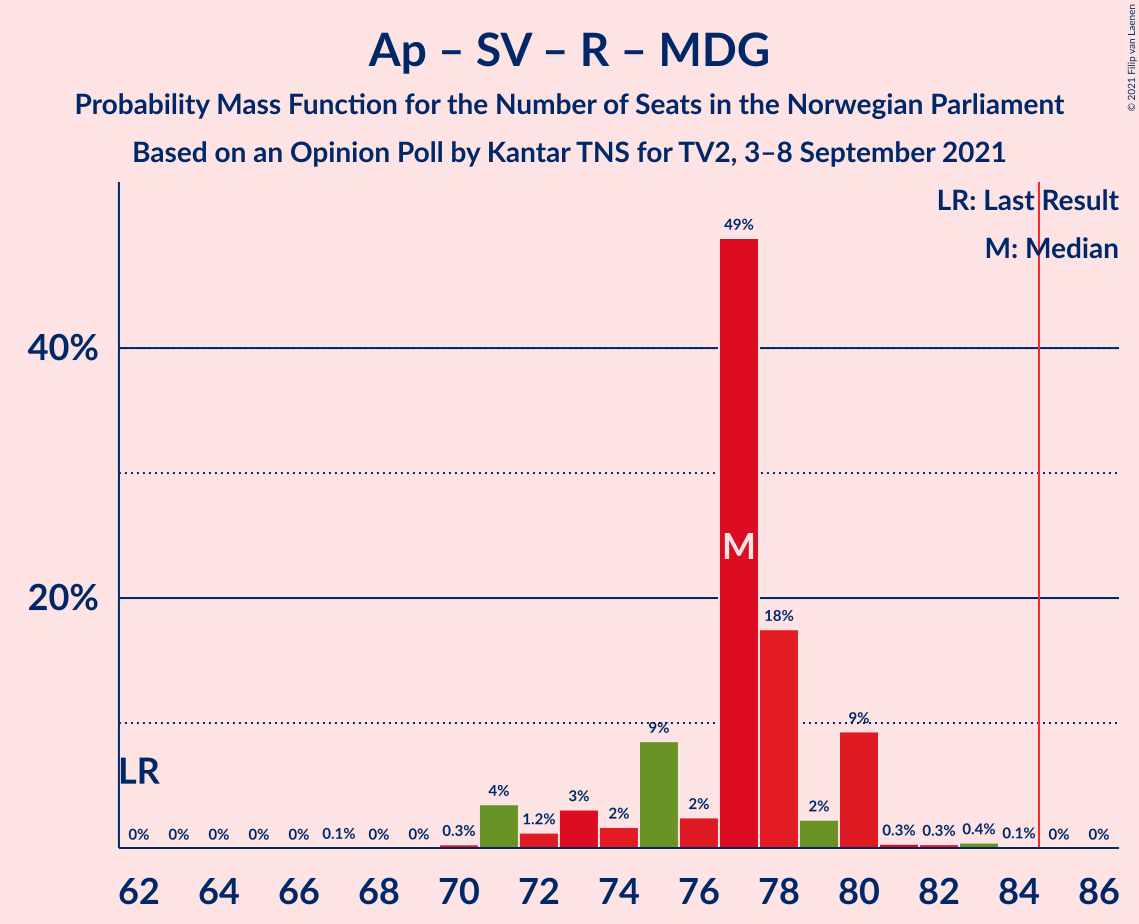 Ap – SV – R – MDG
Probability Mass Function for the Number of Seats in the Norwegian Parliament
Based on an Opinion Poll by Kantar TNS for TV2, 3–8 September 2021
© 2021 Filip van Laenen
LR: Last Result
M: Median
40%
20%
LR
M
0% 0% 0% 0% 0% 0.1% 0% 0% 0.3% 4% 1.2% 3% 2% 9% 2% 49% 18% 2% 9% 0.3% 0.3% 0.4% 0.1% 0% 0%
62 64 66 68 70 72 74 76 78 80 82 84 86